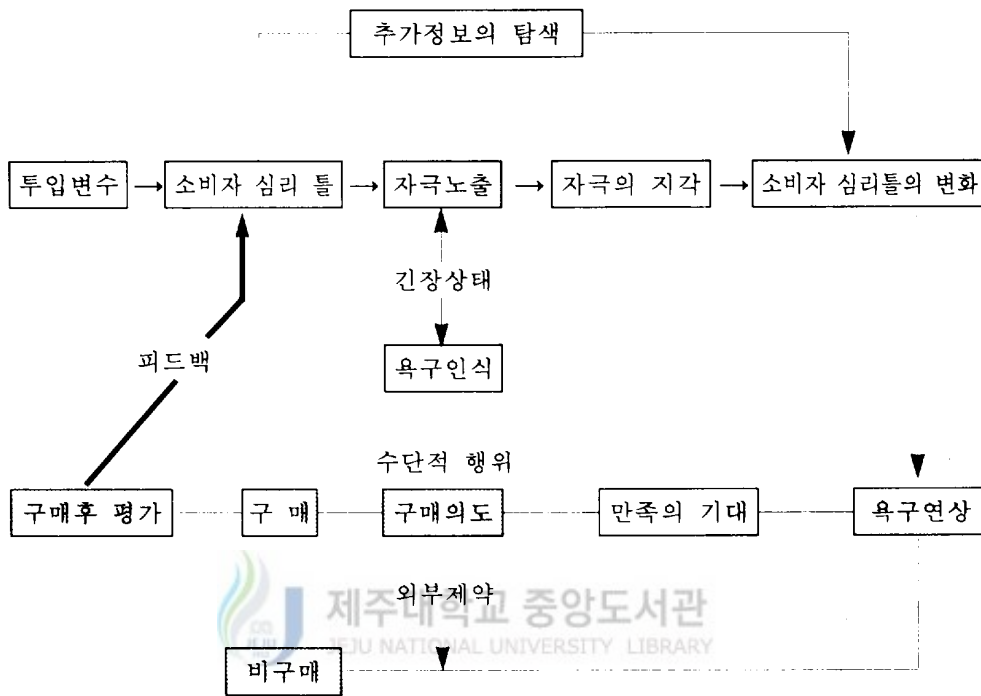 추가정보의 탐색
투입변수 → 소비자 심리 틀 → 자극노출 → 자극의 지각 → 소비자 심리틀의 변화
긴장상태
피드백
욕구인식
수단적 행위
구매후 평가 구 매 구매의도 만족의 기대 욕구연상
외부제약
제주대학교 중앙도서관
JEJU NATIONAL UNIVERSITY LIBRARY
비구매